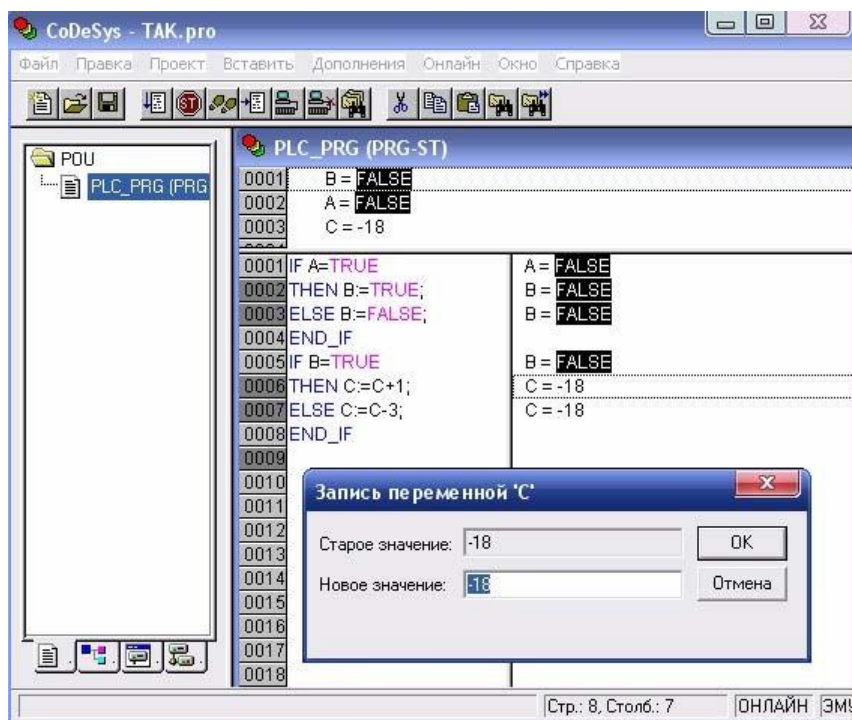 CoDeSys - TAK.pro
Файл Правка Проект Вставить Дополнения Онлайн Окно Справка
POU
PLC_PRG (PRG
PLC_PRG (PRG-ST)
0001 B = FALSE
0002 A = FALSE
0003 C = -18
0001 IF A=TRUE A = FALSE
0002 THEN B:=TRUE; B = FALSE
0003 ELSE B:=FALSE; B = FALSE
0004 END_IF
0005 IF B=TRUE B = FALSE
0006 THEN C:=C+1; C = -18
0007 ELSE C:=C-3; C = -18
0008 END_IF
0009
0010
0011
0012
0013
0014
0015
0016
0017
0018
Запись переменной 'C'
Старое значение: -18
OK
Новое значение: -18
Отмена
Стр.: 8, Столб.: 7 ОНЛАЙН